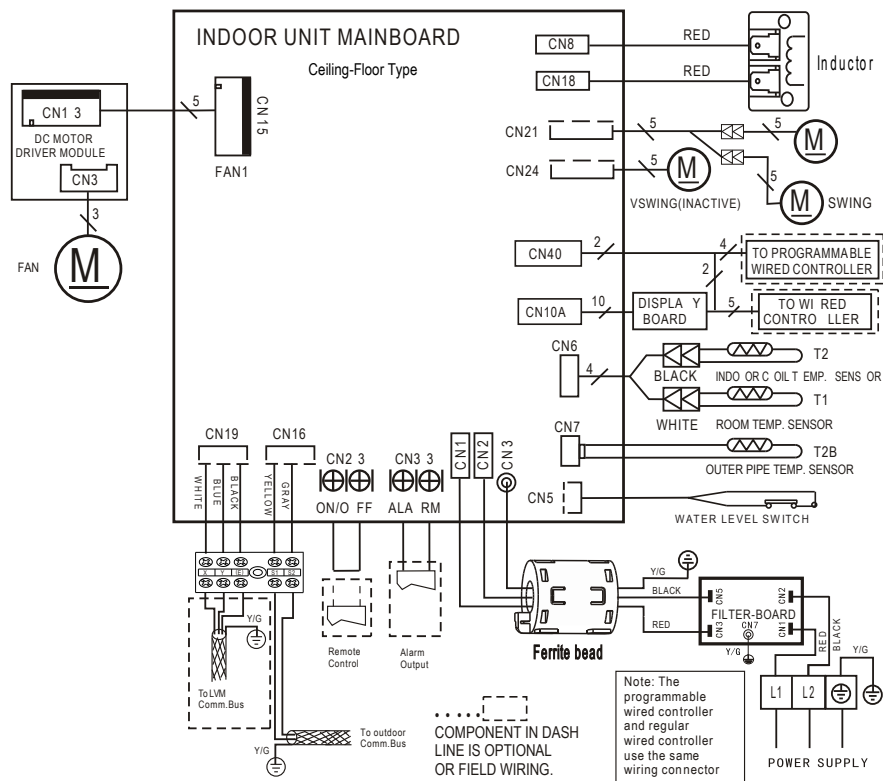 INDOOR UNIT MAINBOARD
Ceiling-Floor Type
CN8
RED
CN18
RED
Inductor
CN1 3
DC MOTOR
DRIVER MODULE
CN3
3
FAN
M
5
CN15
FAN1
CN21
5
5
M
CN24
5
M
VSWING(INACTIVE)
5
M
SWING
CN40
2
4
2
TO PROGRAMMABLE
WIRED CONTROLLER
CN10A
10
DISPLA Y
BOARD
5
TO WI RED
CONTRO LLER
CN6
4
BLACK
T2
INDO OR C OIL T EMP. SENS OR
WHITE
T1
ROOM TEMP. SENSOR
CN7
T2B
OUTER PIPE TEMP. SENSOR
CN5
WATER LEVEL SWITCH
CN19
CN16
WHITE
BLUE
BLACK
YELLOW
GRAY
CN2 3
ON/O FF
CN3 3
ALA RM
CN1
CN2
CN3
X Y (E) S1 S2
Y/G
To LVM
Comm.Bus
Remote
Control
Alarm
Output
Y/G
To outdoor
Comm.Bus
Ferrite bead
Y/G
BLACK
RED
CN5
CN2
FILTER-BOARD
CN3
CN7
CN1
Y/G
RED
BLACK
Y/G
L1
L2
POWER SUPPLY
COMPONENT IN DASH
LINE IS OPTIONAL
OR FIELD WIRING.
Note: The
programmable
wired controller
and regular
wired controller
use the same
wiring connector